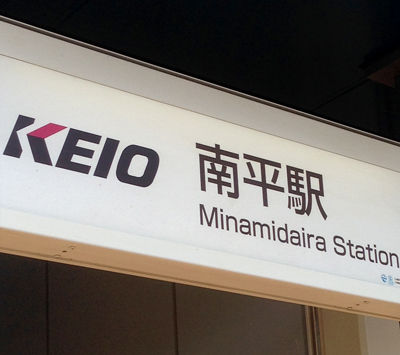 KEIO
南平駅
Minamidaira Station